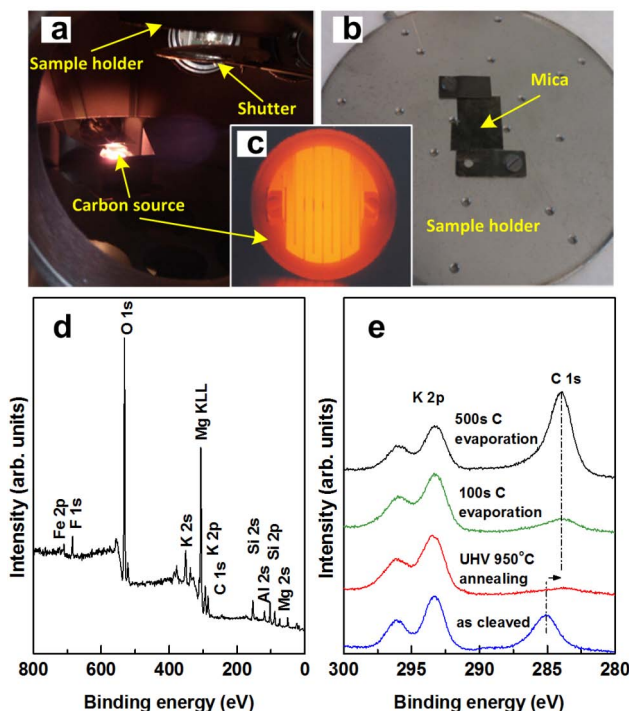 a
Sample holder
Shutter
Carbon source
b
Mica
Sample holder
c
d
Intensity (arb. units)
Fe 2p
F 1s
O 1s
K 2s
Mg KLL
K 2p
C 1s
Si 2s
Al 2s
Si 2p
Mg 2s
800 600 400 200 0
Binding energy (eV)
e
Intensity (arb. units)
K 2p
C 1s
500s C
evaporation
100s C
evaporation
UHV 950°C
annealing
as cleaved
300 295 290 285 280
Binding energy (eV)